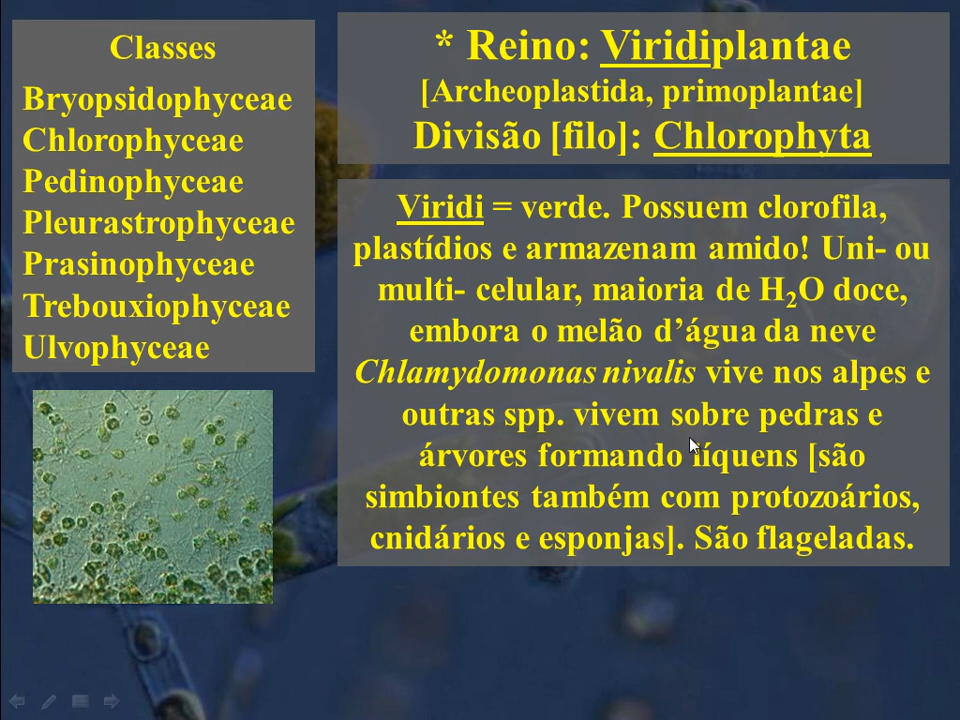 Classes
Bryopsidophyceae
Chlorophyceae
Pedinophyceae
Pleurastrophyceae
Prasinophyceae
Trebouxiophyceae
Ulvophyceae
* Reino: Viridiplantae
[Archeoplastida, primoplantae]
Divisão [filo]: Chlorophyta
Viridi = verde. Possuem clorofila,
plastídios e armazenam amido! Uni- ou
multi- celular, maioria de H₂O doce,
embora o melão d’água da neve
Chlamydomonas nivalis vive nos alpes e
outras spp. vivem sobre pedras e
árvores formando líquens [são
simbiontes também com protozoários,
cnidários e esponjas]. São flageladas.